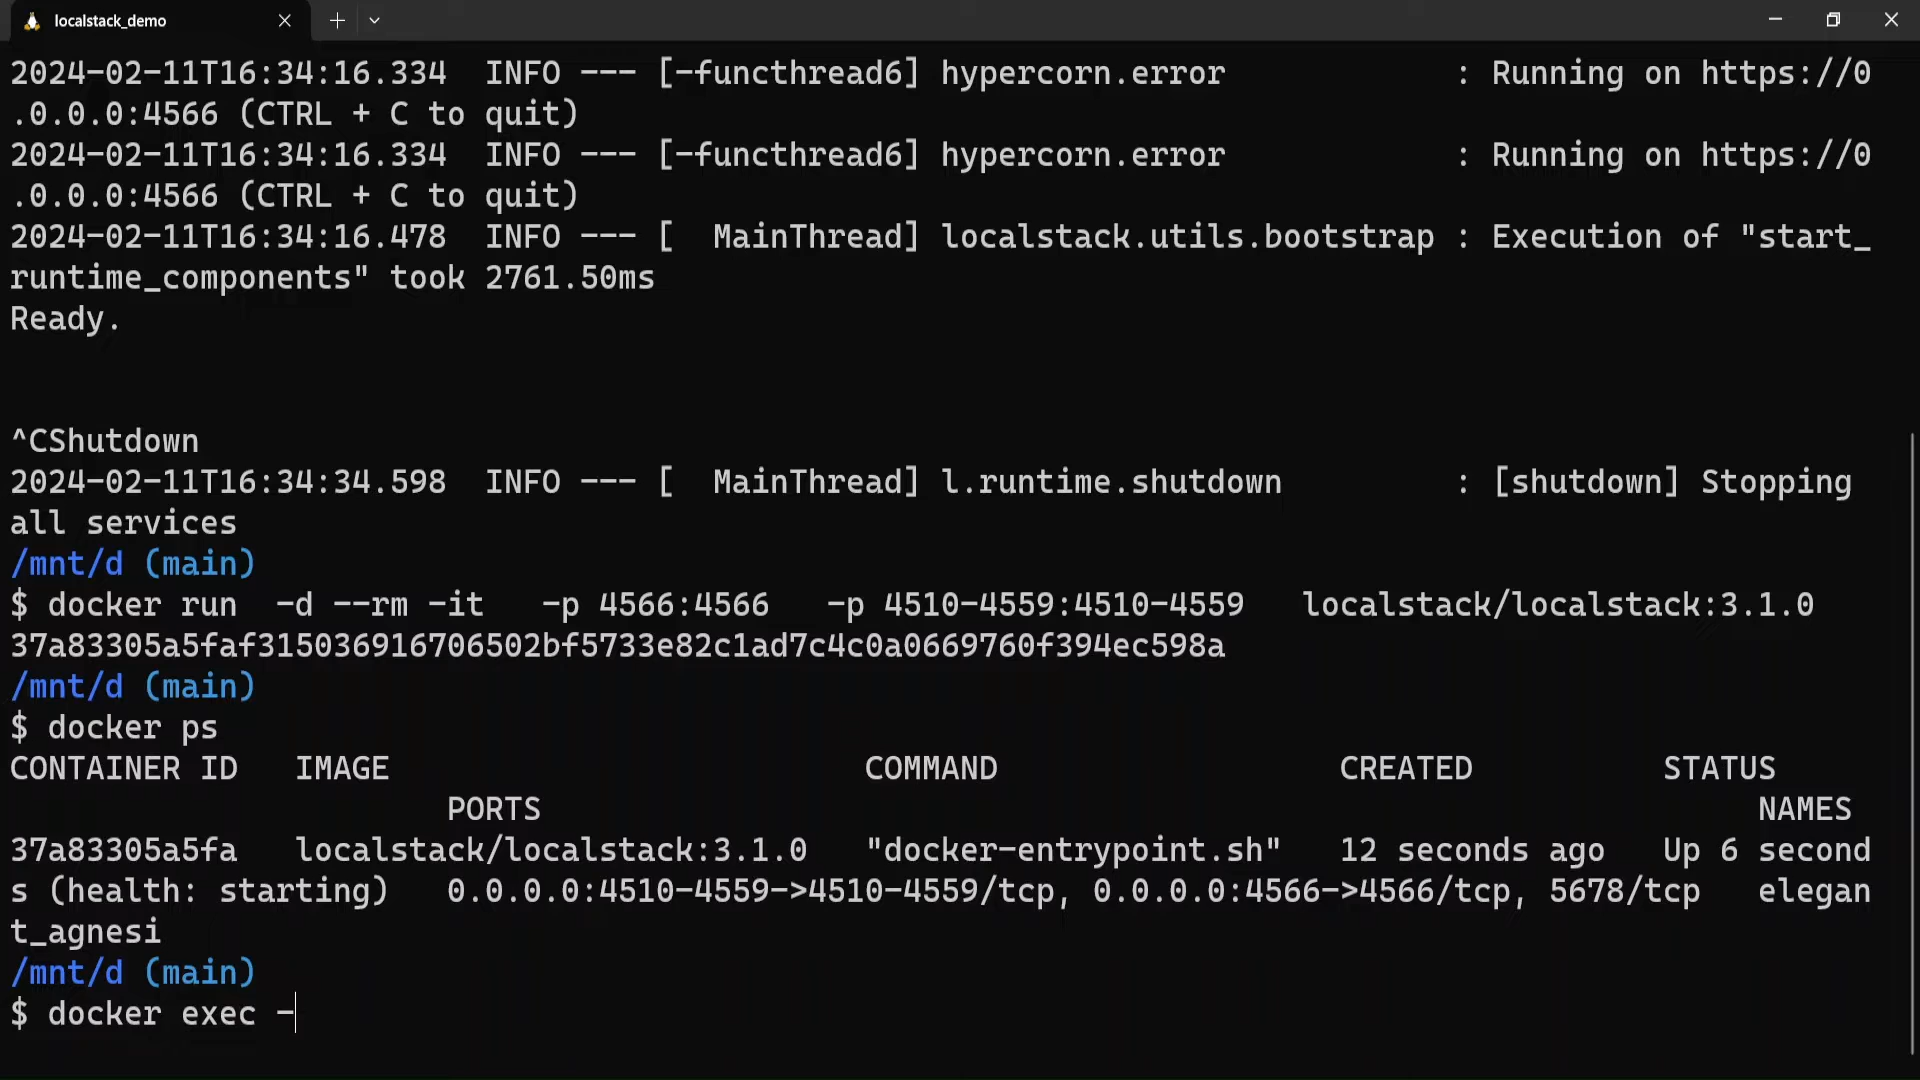 localstack_demo
2024-02-11T16:34:16.334  INFO --- [-functhread6] hypercorn.error            : Running on https://0
.0.0.0:4566 (CTRL + C to quit)
2024-02-11T16:34:16.334  INFO --- [-functhread6] hypercorn.error            : Running on https://0
.0.0.0:4566 (CTRL + C to quit)
2024-02-11T16:34:16.478  INFO --- [  MainThread] localstack.utils.bootstrap : Execution of "start_
runtime_components" took 2761.50ms
Ready.
^CShutdown
2024-02-11T16:34:34.598  INFO --- [  MainThread] l.runtime.shutdown         : [shutdown] Stopping
all services
/mnt/d (main)
$ docker run  -d --rm -it   -p 4566:4566   -p 4510-4559:4510-4559   localstack/localstack:3.1.0
37a83305a5faf315036916706502bf5733e82c1ad7c4c0a0669760f394ec598a
/mnt/d (main)
$ docker ps
CONTAINER ID   IMAGE                         COMMAND                  CREATED          STATUS
                       PORTS                                                                NAMES
37a83305a5fa   localstack/localstack:3.1.0   "docker-entrypoint.sh"   12 seconds ago   Up 6 second
s (health: starting)   0.0.0.0:4510-4559->4510-4559/tcp, 0.0.0.0:4566->4566/tcp, 5678/tcp   elegan
t_agnesi
/mnt/d (main)
$ docker exec -